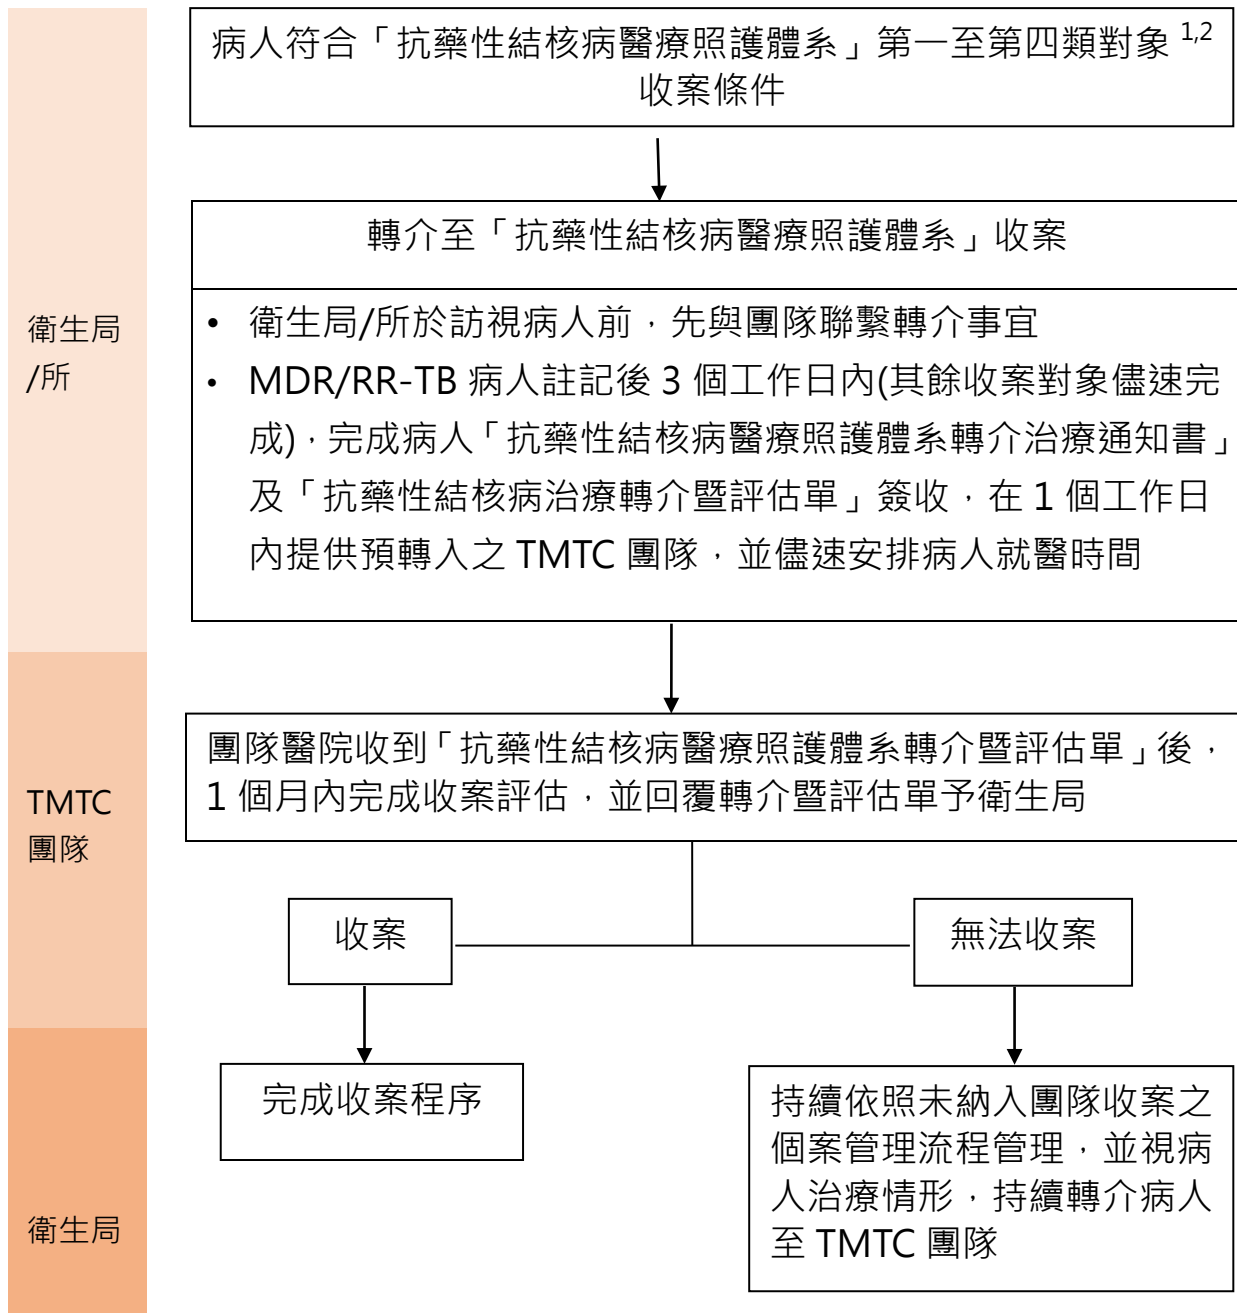 病人符合「抗藥性結核病醫療照護體系」第一至第四類對象 1,2
收案條件
轉介至「抗藥性結核病醫療照護體系」收案
衛生局
/所
• 衛生局/所於訪視病人前，先與團隊聯繫轉介事宜
• MDR/RR-TB 病人註記後 3 個工作日內(其餘收案對象儘速完
成)，完成病人「抗藥性結核病醫療照護體系轉介治療通知書」
及「抗藥性結核病治療轉介暨評估單」簽收，在 1 個工作日
內提供預轉入之 TMTC 團隊，並儘速安排病人就醫時間
TMTC
團隊
團隊醫院收到「抗藥性結核病醫療照護體系轉介暨評估單」後，
1 個月內完成收案評估，並回覆轉介暨評估單予衛生局
收案
無法收案
衛生局
完成收案程序
持續依照未納入團隊收案之
個案管理流程管理，並視病
人治療情形，持續轉介病人
至 TMTC 團隊